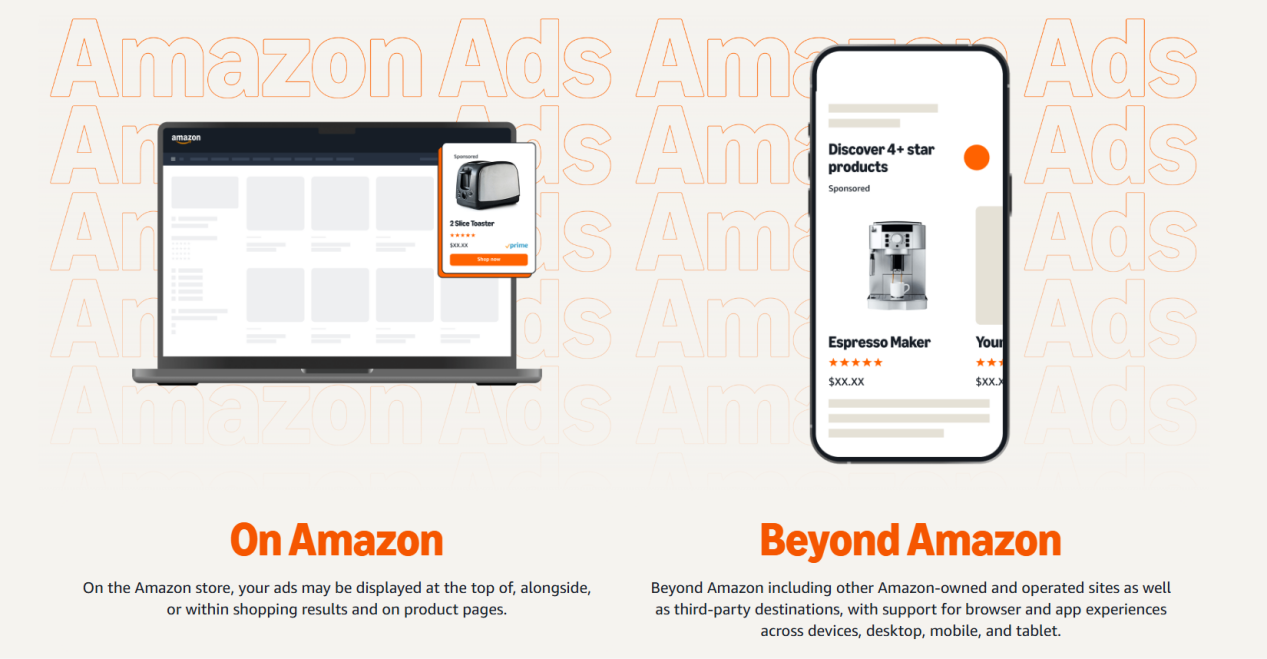 Amazon Ads Amazon Ads
Amazon Ads Amazon Ads
Amazon Ads Amazon Ads
Amazon Ads Amazon Ads
Amazon Ads Amazon Ads
amazon
Sponsored
2 Slice Toaster
$XX.XX
prime
Shop now
Discover 4+ star
products
Sponsored
Espresso Maker
$XX.XX
Your
$XX.X
On Amazon
On the Amazon store, your ads may be displayed at the top of, alongside,
or within shopping results and on product pages.
Beyond Amazon
Beyond Amazon including other Amazon-owned and operated sites as well
as third-party destinations, with support for browser and app experiences
across devices, desktop, mobile, and tablet.